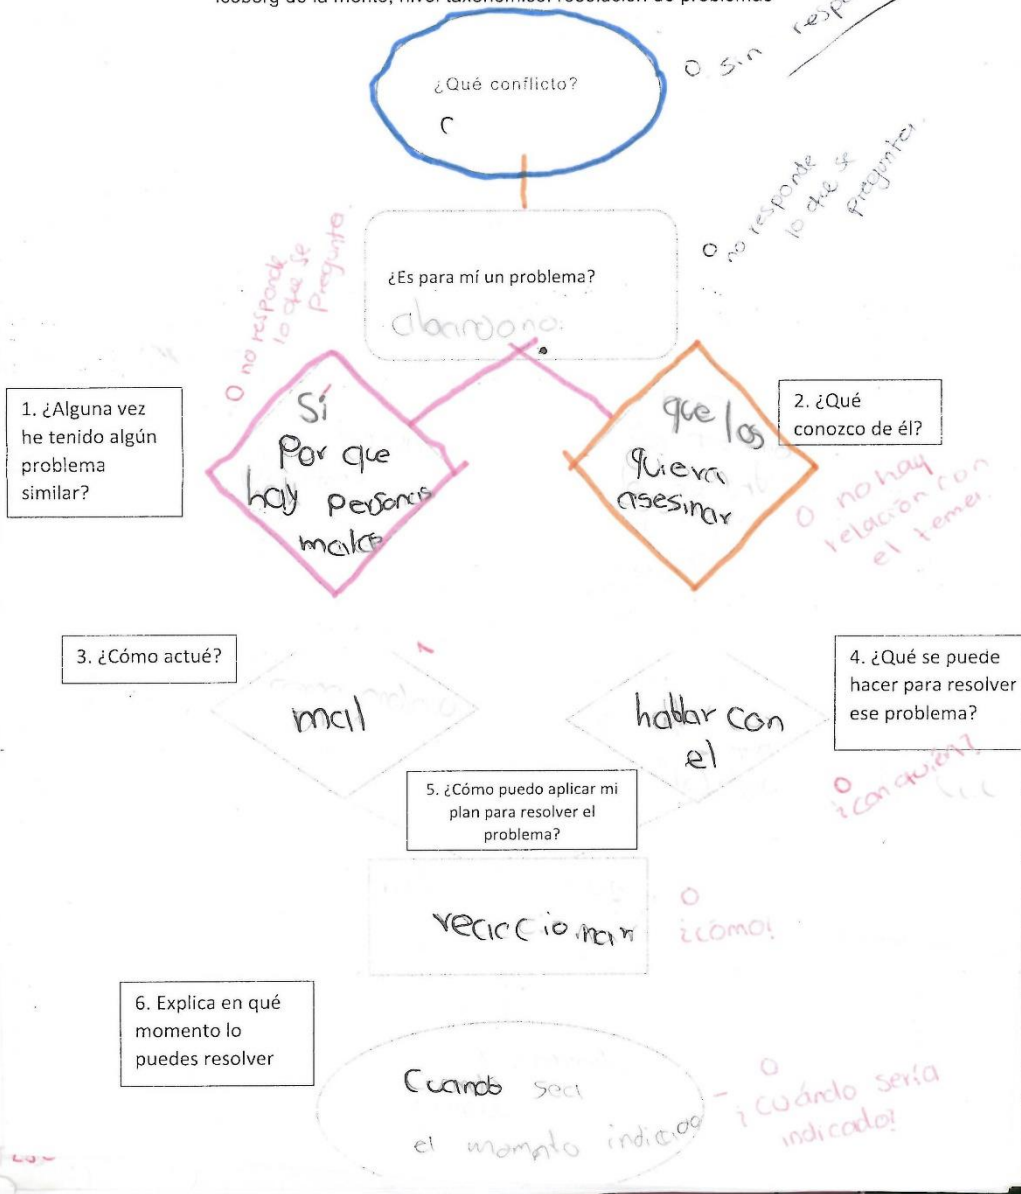 Iceberg de la mente, nivel taxonómico: resolución de problemas
¿Qué conflicto?
C
0 sin resp
¿Es para mí un problema?
abandono.
0 no responde
lo que se
pregunta.
0 no responde
lo que se
pregunta.
1. ¿Alguna vez
he tenido algún
problema
similar?
Sí
Por que
hay personas
malas
2. ¿Qué
conozco de él?
que los
quiera
asesinar
0 no hay
relación con
el tema.
3. ¿Cómo actué?
mal
1
4. ¿Qué se puede
hacer para resolver
ese problema?
hablar con
el
0
¿con quién?
5. ¿Cómo puedo aplicar mi
plan para resolver el
problema?
reaccionar
0
¿cómo?
6. Explica en qué
momento lo
puedes resolver
Cuando sea
el momnto indicado
0
¿cuándo sería
indicado?